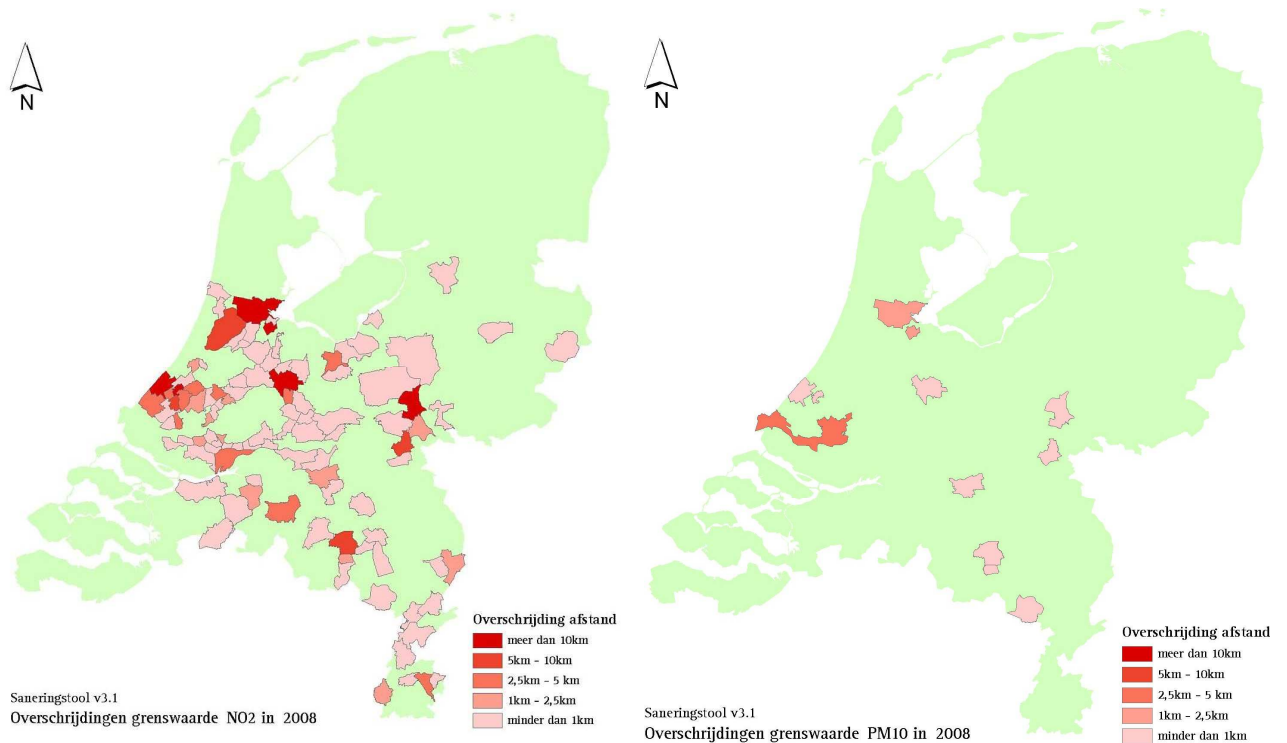 N
Overschrijding afstand
meer dan 10km
5km - 10km
2,5km - 5 km
1km - 2,5km
minder dan 1km
Saneringstool v3.1
Overschrijdingen grenswaarde NO2 in 2008
N
Overschrijding afstand
meer dan 10km
5km - 10km
2,5km - 5 km
1km - 2,5km
minder dan 1km
Saneringstool v3.1
Overschrijdingen grenswaarde PM10 in 2008